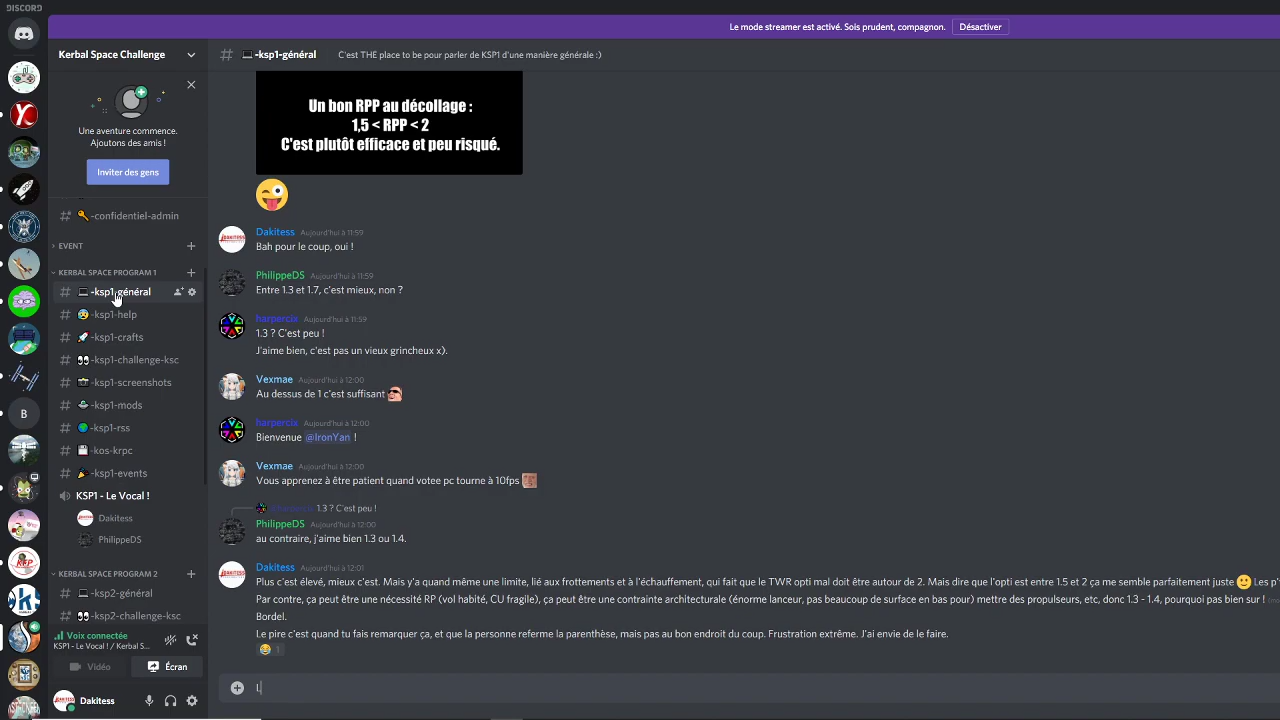 DISCORD
Le mode streamer est activé. Sois prudent, compagnon.
Désactiver
Kerbal Space Challenge
-ksp1-général
C'est THE place to be pour parler de KSP1 d'une manière générale :)
Une aventure commence.
Ajoutons des amis !
Inviter des gens
-confidentiel-admin
EVENT
KERBAL SPACE PROGRAM 1
-ksp1-général
-ksp1-help
-ksp1-crafts
-ksp1-challenge-ksc
-ksp1-screenshots
-ksp1-mods
-ksp1-rss
-kos-krpc
-ksp1-events
KSP1 - Le Vocal !
Dakitess
PhilippeDS
KERBAL SPACE PROGRAM 2
-ksp2-général
-ksp2-challenge-ksc
Voix connectée
KSP1 - Le Vocal ! / Kerbal S...
Vidéo
Écran
Dakitess
B
Un bon RPP au décollage :
1,5 < RPP < 2
C'est plutôt efficace et peu risqué.
Dakitess Aujourd'hui à 11:59
Bah pour le coup, oui !
PhilippeDS Aujourd'hui à 11:59
Entre 1.3 et 1.7, c'est mieux, non ?
harpercix Aujourd'hui à 11:59
1.3 ? C'est peu !
J'aime bien, c'est pas un vieux grincheux x).
Vexmae Aujourd'hui à 12:00
Au dessus de 1 c'est suffisant
harpercix Aujourd'hui à 12:00
Bienvenue @IronYan !
Vexmae Aujourd'hui à 12:00
Vous apprenez à être patient quand votee pc tourne à 10fps
1.3 ? C'est peu !
PhilippeDS Aujourd'hui à 12:00
au contraire, j'aime bien 1.3 ou 1.4.
Dakitess Aujourd'hui à 12:01
Plus c'est élevé, mieux c'est. Mais y'a quand même une limite, lié aux frottements et à l'échauffement, qui fait que le TWR opti mal doit être autour de 2. Mais dire que l'opti est entre 1.5 et 2 ça me semble parfaitement juste Les p't
Par contre, ça peut être une nécessité RP (vol habité, CU fragile), ça peut être une contrainte architecturale (énorme lanceur, pas beaucoup de surface en bas pour) mettre des propulseurs, etc, donc 1.3 - 1.4, pourquoi pas bien sur !
Bordel.
Le pire c'est quand tu fais remarquer ça, et que la personne referme la parenthèse, mais pas au bon endroit du coup. Frustration extrême. J'ai envie de le faire.
1
L